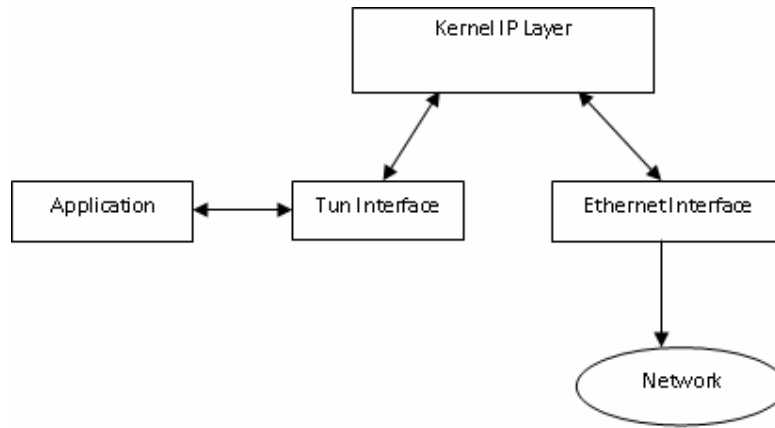 Kernel IP Layer
Application
Tun Interface
Ethernet Interface
Network